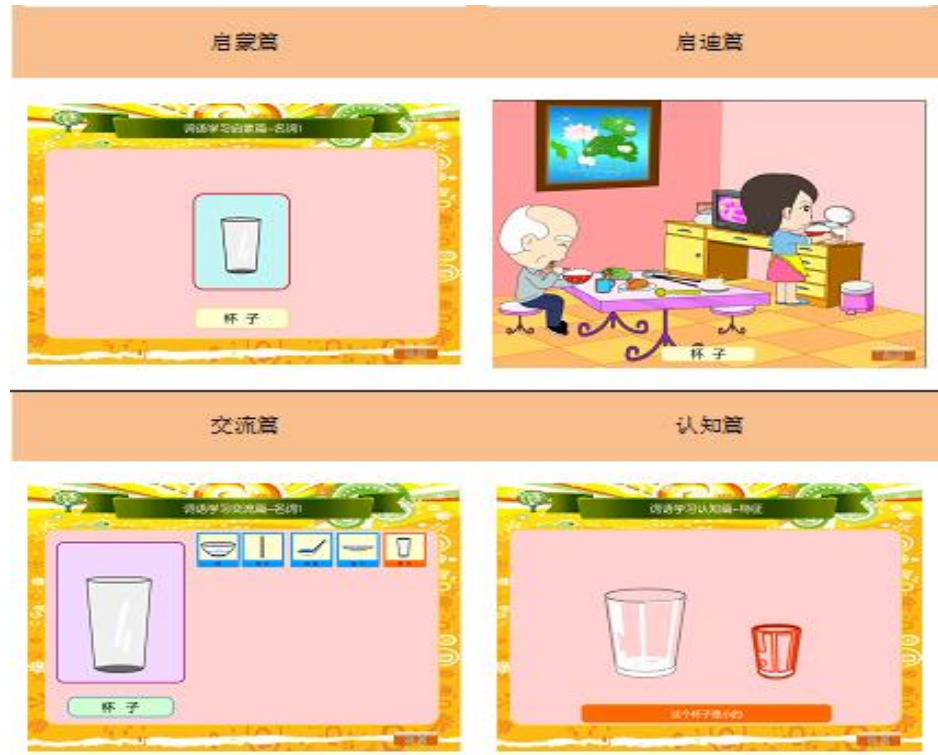 启蒙篇
启迪篇
词语学习启蒙篇–名词1
杯 子
杯 子
交流篇
认知篇
词语学习交流篇–名词1
杯 子
词语学习认知篇–特征
这个杯子是小的